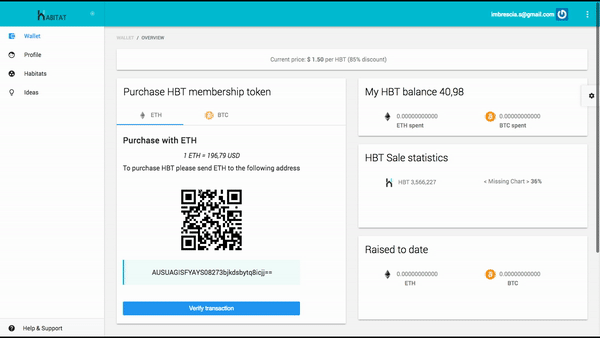 HABITAT
imbrescia.s@gmail.com
Wallet
Profile
Habitats
Ideas
Help & Support
WALLET / OVERVIEW
Current price: $ 1.50 per HBT (85% discount)
Purchase HBT membership token
ETH
BTC
Purchase with ETH
1 ETH = 196,79 USD
To purchase HBT please send ETH to the following address
AUSUAGISFYAYS08273bjkdsbytq8icjj==
Verify transaction
My HBT balance 40,98
0.00000000000
ETH spent
0.00000000000
BTC spent
HBT Sale statistics
HBT 3,566,227
« Missing Chart » 36%
Raised to date
0.00000000000
ETH
0.00000000000
BTC